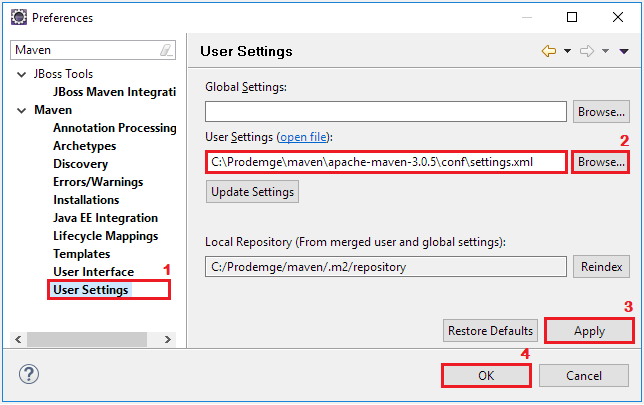 Preferences
Maven
User Settings
JBoss Tools
JBoss Maven Integrati
Maven
Annotation Processing
Archetypes
Discovery
Errors/Warnings
Installations
Java EE Integration
Lifecycle Mappings
Templates
User Interface
1
User Settings
Global Settings:
Browse...
User Settings (open file):
2
C:\Prodemge\maven\apache-maven-3.0.5\conf\settings.xml
Browse...
Update Settings
Local Repository (From merged user and global settings):
C:/Prodemge/maven/.m2/repository
Reindex
3
Restore Defaults
Apply
4
?
OK
Cancel